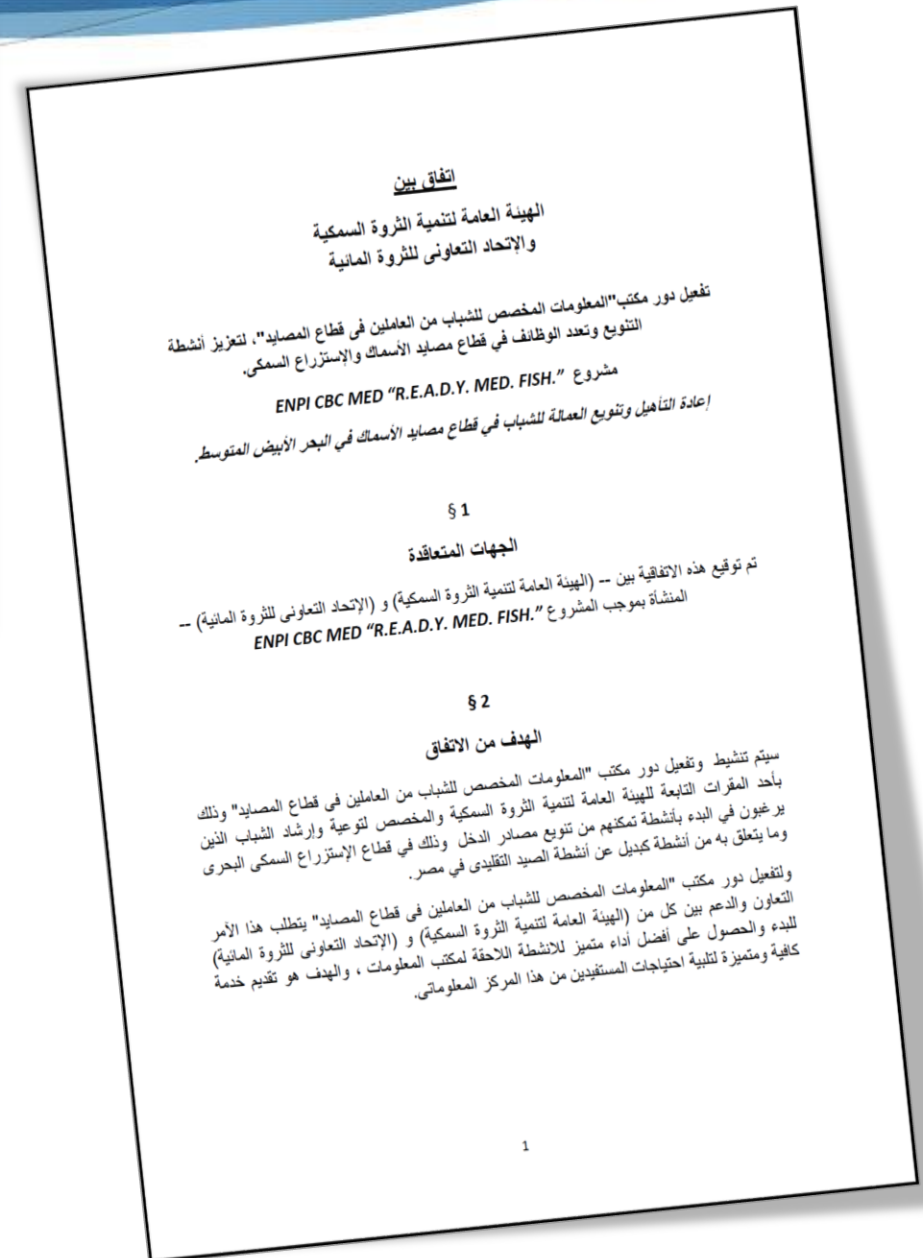 اتفاق بين
الهيئة العامة لتنمية الثروة السمكية
والإتحاد التعاونى للثروة المائية
تفعيل دور مكتب"المعلومات المخصص للشباب من العاملين فى قطاع المصايد"، لتعزيز أنشطة
التنويع وتعدد الوظائف في قطاع مصايد الأسماك والإستزراع السمكى.
مشروع ENPI CBC MED “R.E.A.D.Y. MED. FISH.”
إعادة التأهيل وتنويع العمالة للشباب في قطاع مصايد الأسماك في البحر الأبيض المتوسط.
§ 1
الجهات المتعاقدة
تم توقيع هذه الاتفاقية بين -- (الهيئة العامة لتنمية الثروة السمكية) و (الإتحاد التعاونى للثروة المائية) --
المنشأة بموجب المشروع ENPI CBC MED “R.E.A.D.Y. MED. FISH.”
§ 2
الهدف من الاتفاق
سيتم تنشيط وتفعيل دور مكتب "المعلومات المخصص للشباب من العاملين فى قطاع المصايد" وذلك
بأحد المقرات التابعة للهيئة العامة لتنمية الثروة السمكية والمخصص لتوعية وإرشاد الشباب الذين
يرغبون في البدء بأنشطة تمكنهم من تنويع مصادر الدخل وذلك في قطاع الإستزراع السمكى البحرى
وما يتعلق به من أنشطة كبديل عن أنشطة الصيد التقليدى في مصر.
ولتفعيل دور مكتب "المعلومات المخصص للشباب من العاملين فى قطاع المصايد" يتطلب هذا الأمر
التعاون والدعم بين كل من (الهيئة العامة لتنمية الثروة السمكية) و (الإتحاد التعاونى للثروة المائية)
للبدء والحصول على أفضل أداء متميز للانشطة اللاحقة لمكتب المعلومات ، والهدف هو تقديم خدمة
كافية ومتميزة لتلبية احتياجات المستفيدين من هذا المركز المعلوماتى.
1